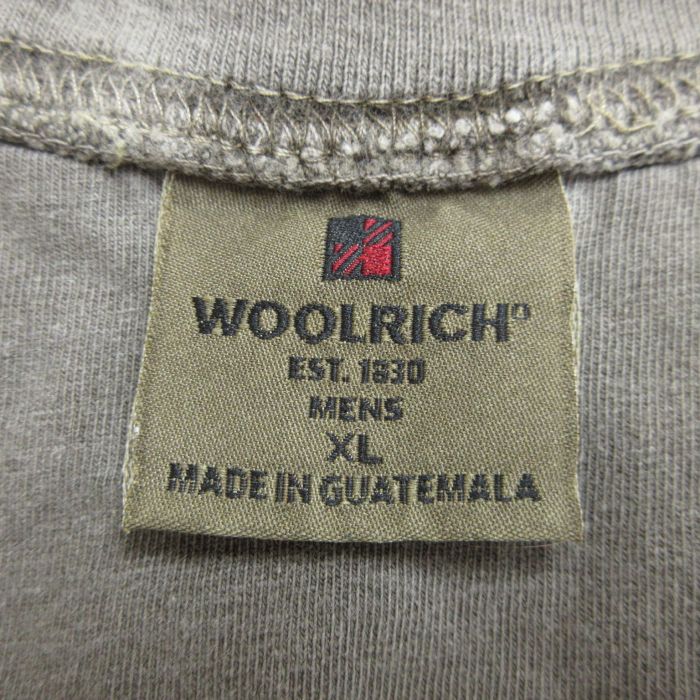 WOOLRICH®
EST. 1830
MENS
XL
MADE IN GUATEMALA